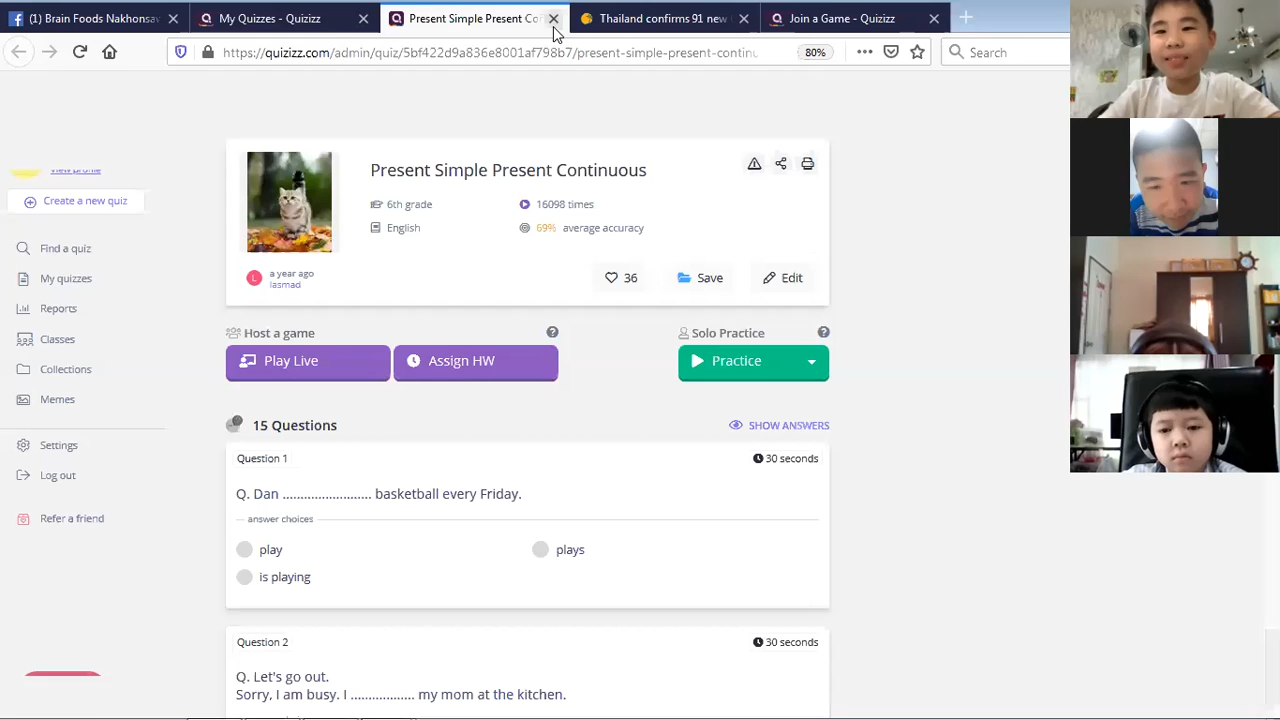 (1) Brain Foods Nakhonsav
My Quizzes - Quizizz
Present Simple Present Con
Thailand confirms 91 new
Join a Game - Quizizz
https://quizizz.com/admin/quiz/5bf422d9a836e8001af798b7/present-simple-present-continu
80%
Search
View profile
Create a new quiz
Find a quiz
My quizzes
Reports
Classes
Collections
Memes
Settings
Log out
Refer a friend
Present Simple Present Continuous
6th grade
16098 times
English
69% average accuracy
L
a year ago
lasmad
36
Save
Edit
Host a game
Solo Practice
Play Live
Assign HW
Practice
15 Questions
SHOW ANSWERS
Question 1
30 seconds
Q. Dan ........................ basketball every Friday.
answer choices
play
plays
is playing
Question 2
30 seconds
Q. Let's go out.
Sorry, I am busy. I ................. my mom at the kitchen.